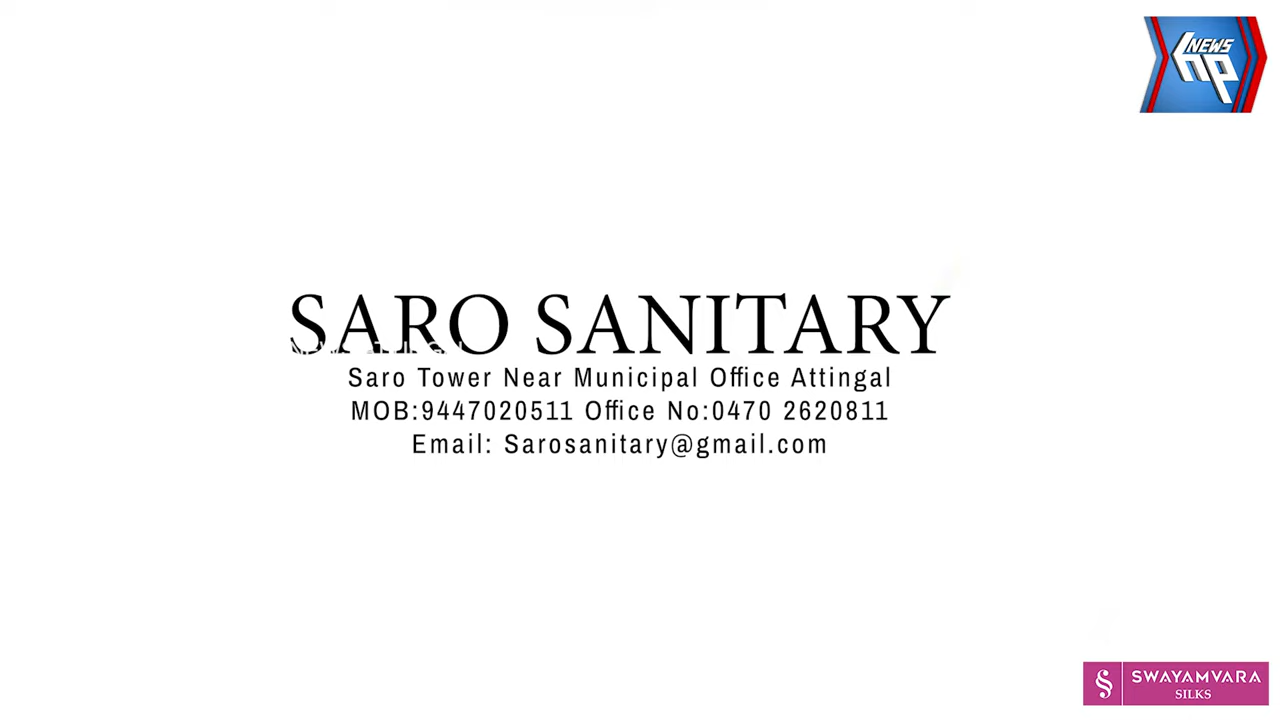 NEWS
hp
SARO SANITARY
Saro Tower Near Municipal Office Attingal
MOB:9447020511 Office No:0470 2620811
Email: Sarosanitary@gmail.com
SWAYAMVARA
SILKS